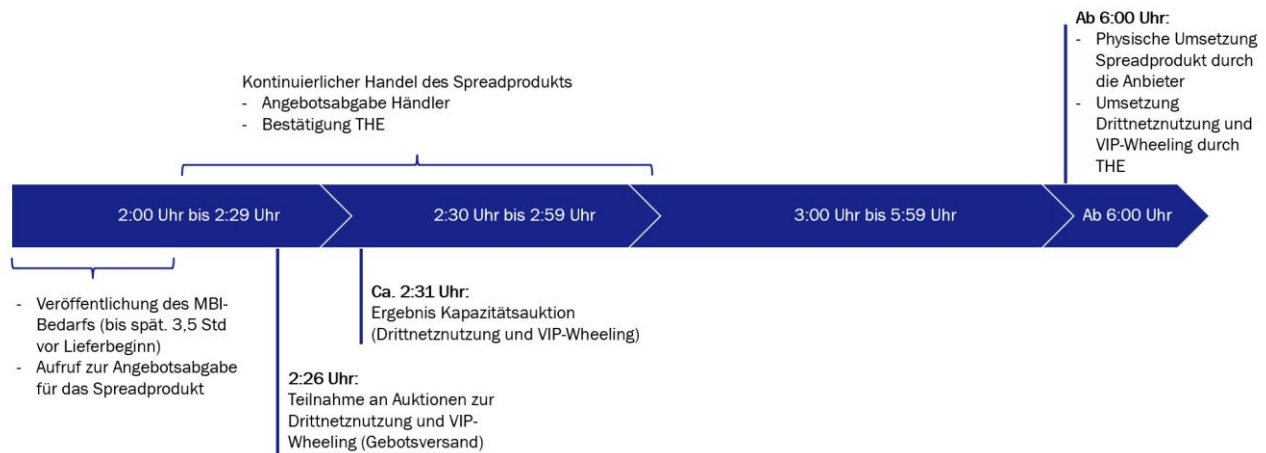 Ab 6:00 Uhr:
- Physische Umsetzung
Spreadprodukt durch
die Anbieter
- Umsetzung
Drittnetznutzung und
VIP-Wheeling durch
THE
Kontinuierlicher Handel des Spreadprodukts
- Angebotsabgabe Händler
- Bestätigung THE
2:00 Uhr bis 2:29 Uhr
2:30 Uhr bis 2:59 Uhr
3:00 Uhr bis 5:59 Uhr
Ab 6:00 Uhr
- Veröffentlichung des MBI-
Bedarfs (bis spät. 3,5 Std
vor Lieferbeginn)
- Aufruf zur Angebotsabgabe
für das Spreadprodukt
Ca. 2:31 Uhr:
Ergebnis Kapazitätsauktion
(Drittnetznutzung und VIP-Wheeling)
2:26 Uhr:
Teilnahme an Auktionen zur
Drittnetznutzung und VIP-
Wheeling (Gebotsversand)